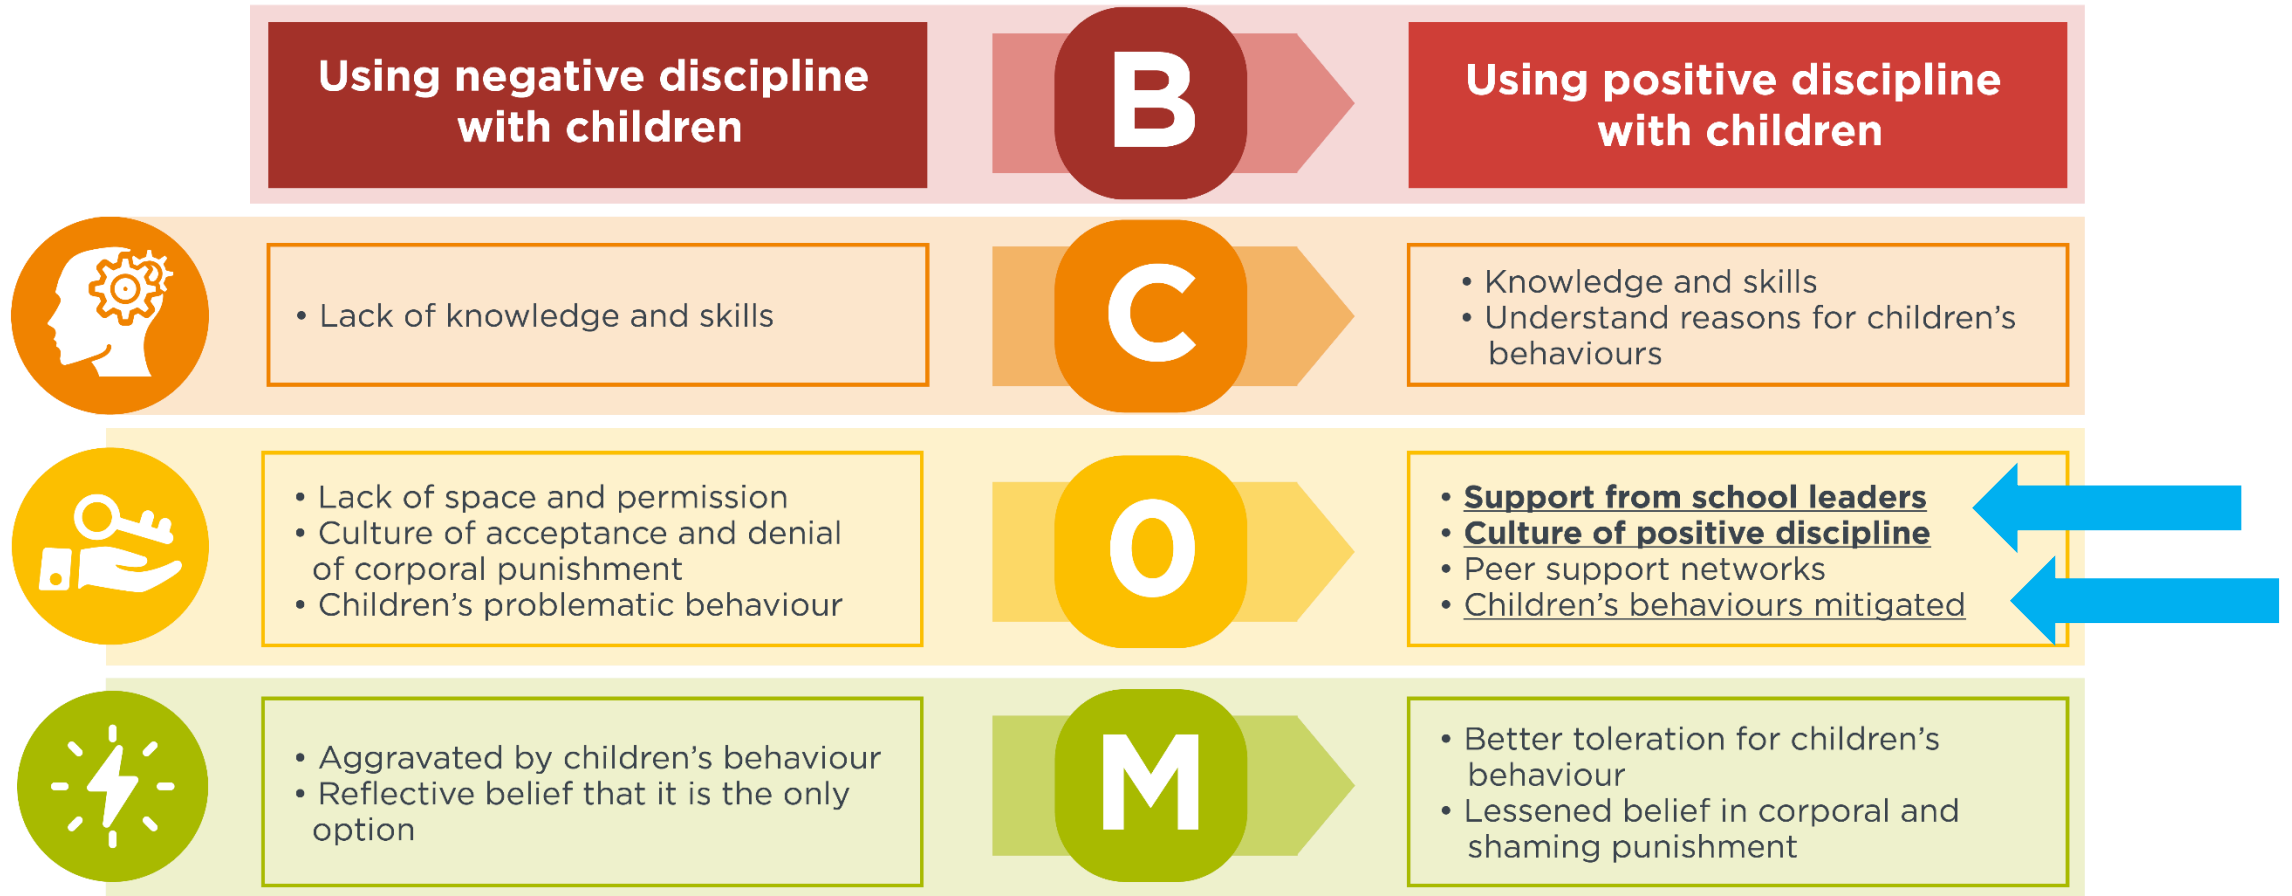 Using negative discipline
with children
B
Using positive discipline
with children
• Lack of knowledge and skills
C
• Knowledge and skills
• Understand reasons for children’s
behaviours
• Lack of space and permission
• Culture of acceptance and denial
of corporal punishment
• Children’s problematic behaviour
O
• Support from school leaders
• Culture of positive discipline
• Peer support networks
• Children’s behaviours mitigated
• Aggravated by children’s behaviour
• Reflective belief that it is the only
option
M
• Better toleration for children’s
behaviour
• Lessened belief in corporal and
shaming punishment